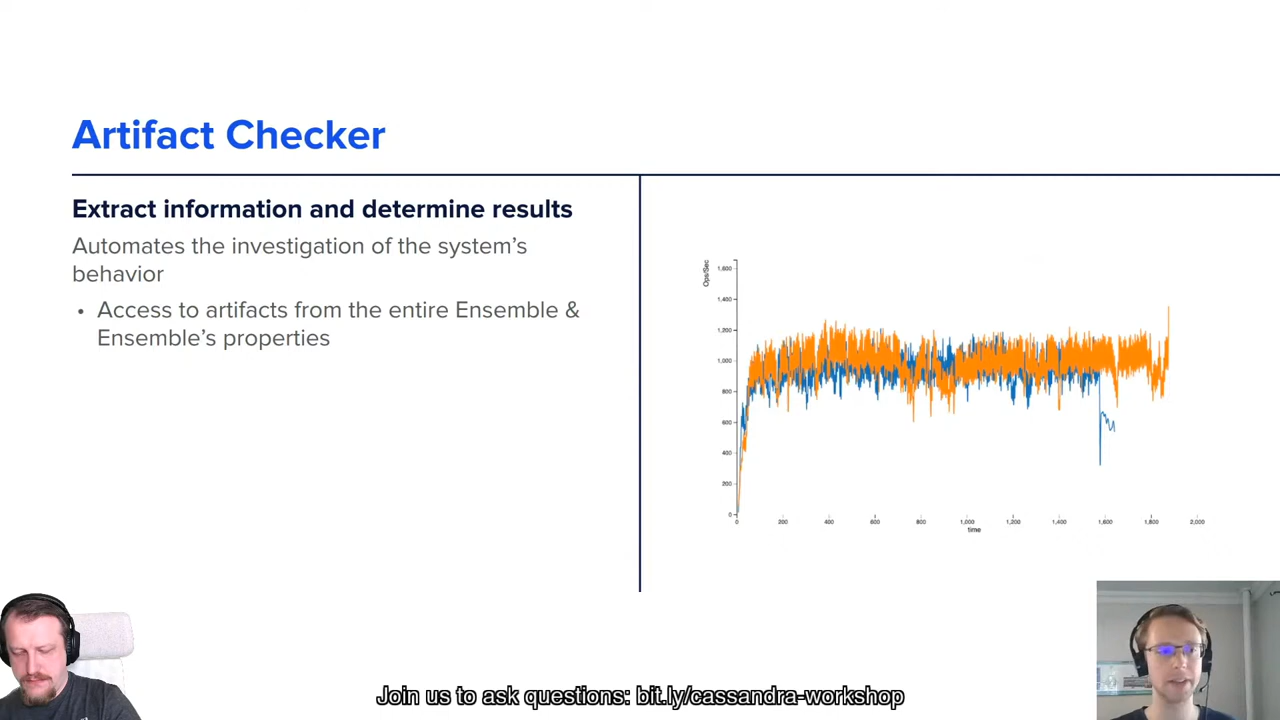 Artifact Checker
Extract information and determine results
Automates the investigation of the system's
behavior
• Access to artifacts from the entire Ensemble &
Ensemble's properties
Ops/Sec
1,600
1,400
1,200
1,000
800
600
400
200
0
0 200 400 600 800 1,000 1,200 1,400 1,600 1,800 2,000
time
Join us to ask questions: bit.ly/cassandra-workshop